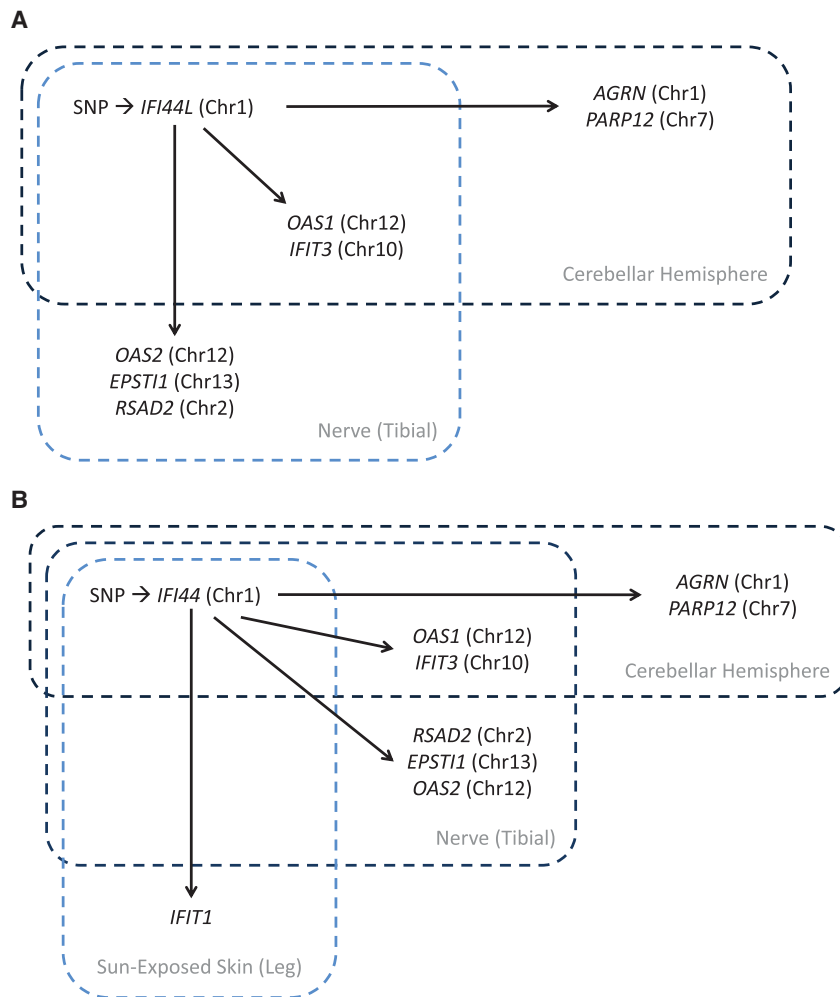 A
SNP → IFI44L (Chr1)
AGRN (Chr1)
PARP12 (Chr7)
OAS1 (Chr12)
IFIT3 (Chr10)
Cerebellar Hemisphere
OAS2 (Chr12)
EPSTI1 (Chr13)
RSAD2 (Chr2)
Nerve (Tibial)
B
SNP → IFI44 (Chr1)
AGRN (Chr1)
PARP12 (Chr7)
OAS1 (Chr12)
IFIT3 (Chr10)
Cerebellar Hemisphere
RSAD2 (Chr2)
EPSTI1 (Chr13)
OAS2 (Chr12)
Nerve (Tibial)
IFIT1
Sun-Exposed Skin (Leg)